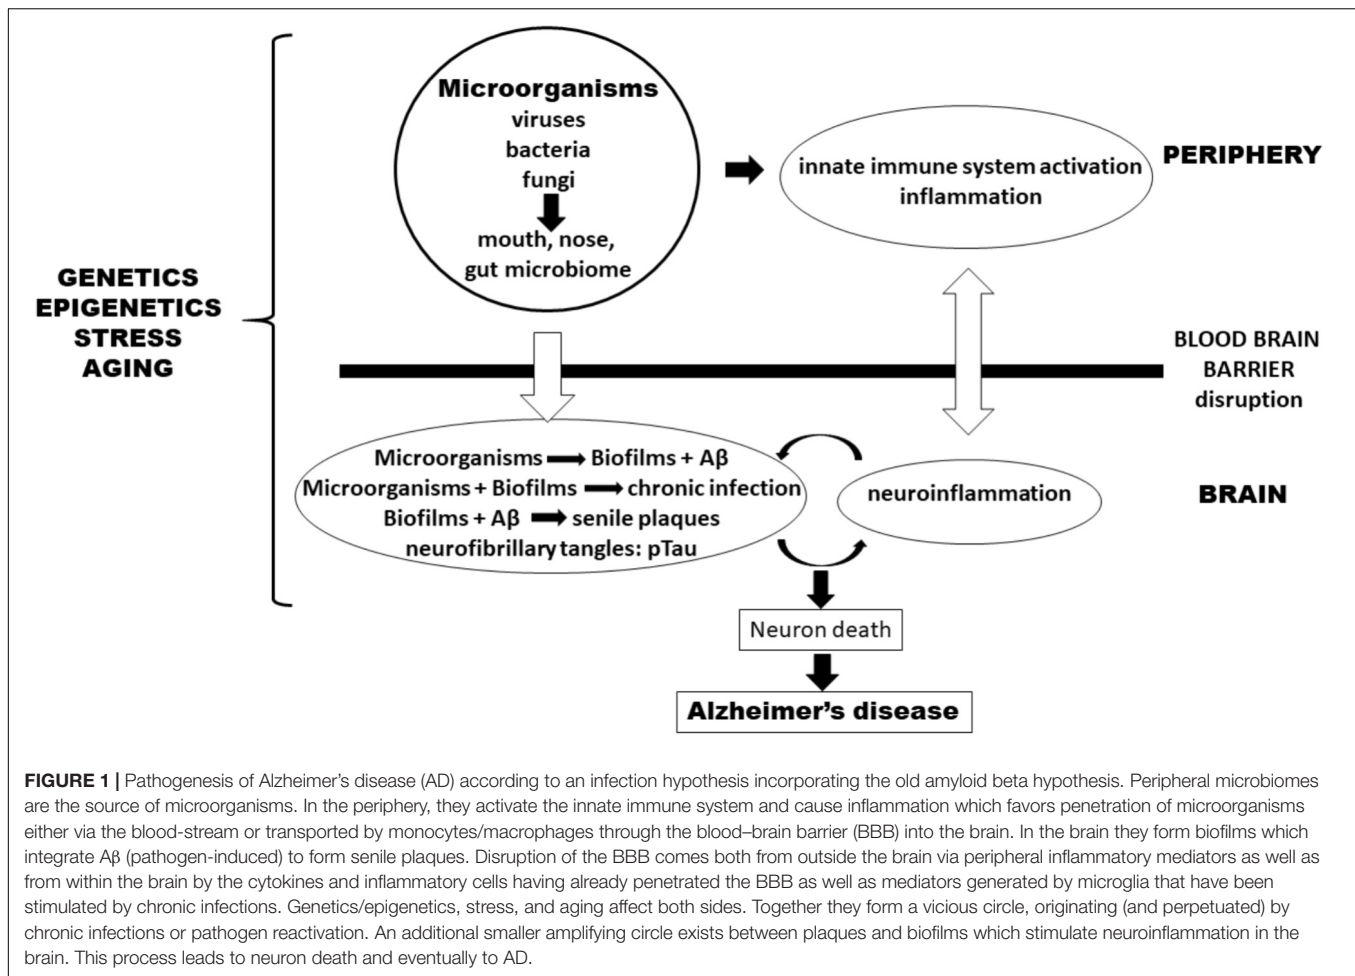 Microorganisms
viruses
bacteria
fungi
mouth, nose,
gut microbiome
innate immune system activation
inflammation
PERIPHERY
GENETICS
EPIGENETICS
STRESS
AGING
BLOOD BRAIN
BARRIER
disruption
Microorganisms Biofilms + Aβ
Microorganisms + Biofilms chronic infection
Biofilms + Aβ senile plaques
neurofibrillary tangles: pTau
neuroinflammation
BRAIN
Neuron death
Alzheimer's disease
FIGURE 1 | Pathogenesis of Alzheimer's disease (AD) according to an infection hypothesis incorporating the old amyloid beta hypothesis. Peripheral microbiomes
are the source of microorganisms. In the periphery, they activate the innate immune system and cause inflammation which favors penetration of microorganisms
either via the blood-stream or transported by monocytes/macrophages through the blood–brain barrier (BBB) into the brain. In the brain they form biofilms which
integrate Aβ (pathogen-induced) to form senile plaques. Disruption of the BBB comes both from outside the brain via peripheral inflammatory mediators as well as
from within the brain by the cytokines and inflammatory cells having already penetrated the BBB as well as mediators generated by microglia that have been
stimulated by chronic infections. Genetics/epigenetics, stress, and aging affect both sides. Together they form a vicious circle, originating (and perpetuated) by
chronic infections or pathogen reactivation. An additional smaller amplifying circle exists between plaques and biofilms which stimulate neuroinflammation in the
brain. This process leads to neuron death and eventually to AD.